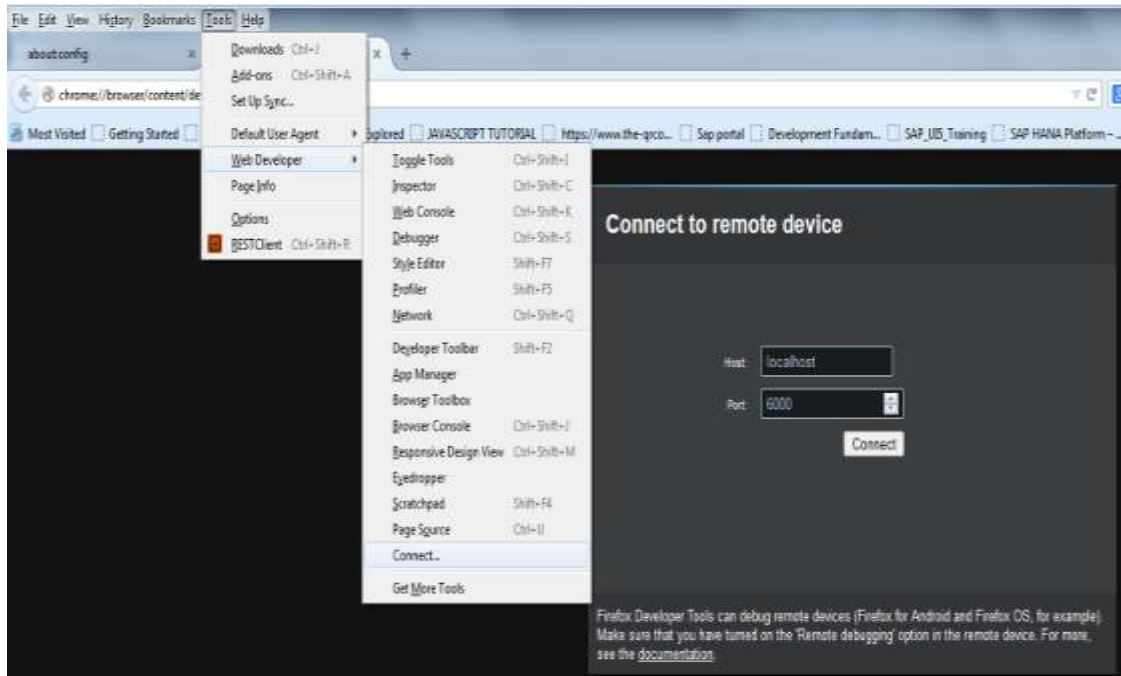 File Edit View History Bookmarks Tools Help
about:config
chrome://browser/content/de
Most Visited Getting Started
xplored JAVASCRIPT TUTORIAL https://www.the-qrco... Sap portal Development Fundam... SAP_UI5_Training SAP HANA Platform - ...
Downloads Ctrl+J
Add-ons Ctrl+Shift+A
Set Up Sync...
Default User Agent
Web Developer
Page Info
Options
RESTClient Ctrl+Shift+R
Toggle Tools Ctrl+Shift+I
Inspector Ctrl+Shift+C
Web Console Ctrl+Shift+K
Debugger Ctrl+Shift+S
Style Editor Shift+F7
Profiler Shift+F5
Network Ctrl+Shift+Q
Developer Toolbar Shift+F2
App Manager
Browser Toolbox
Browser Console Ctrl+Shift+J
Responsive Design View Ctrl+Shift+M
Eyedropper
Scratchpad Shift+F4
Page Source Ctrl+U
Connect...
Get More Tools
Connect to remote device
Host: localhost
Port: 6000
Connect
Firefox Developer Tools can debug remote devices (Firefox for Android and Firefox OS, for example).
Make sure that you have turned on the 'Remote debugging' option in the remote device. For more,
see the documentation.